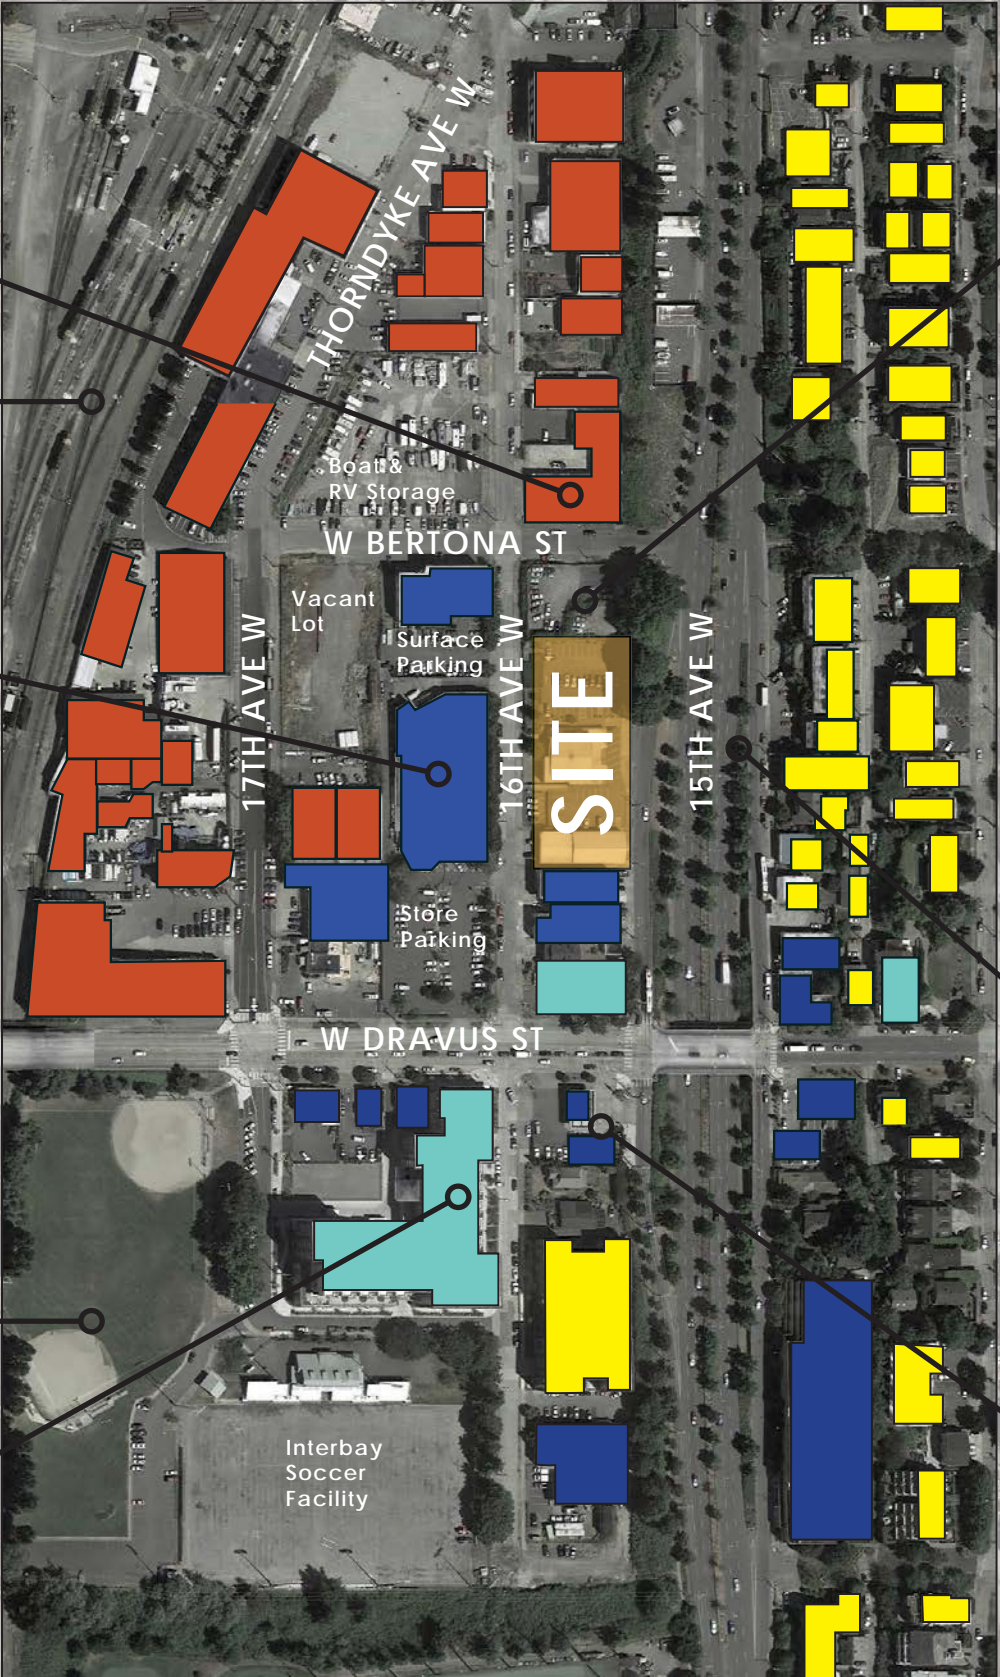 THORNDYKE AVE W
Boat &
RV Storage
W BERTONA ST
Vacant
Lot
Surface
Parking
17TH AVE W
16TH AVE W
SITE
15TH AVE W
Store
Parking
W DRAVUS ST
Interbay
Soccer
Facility